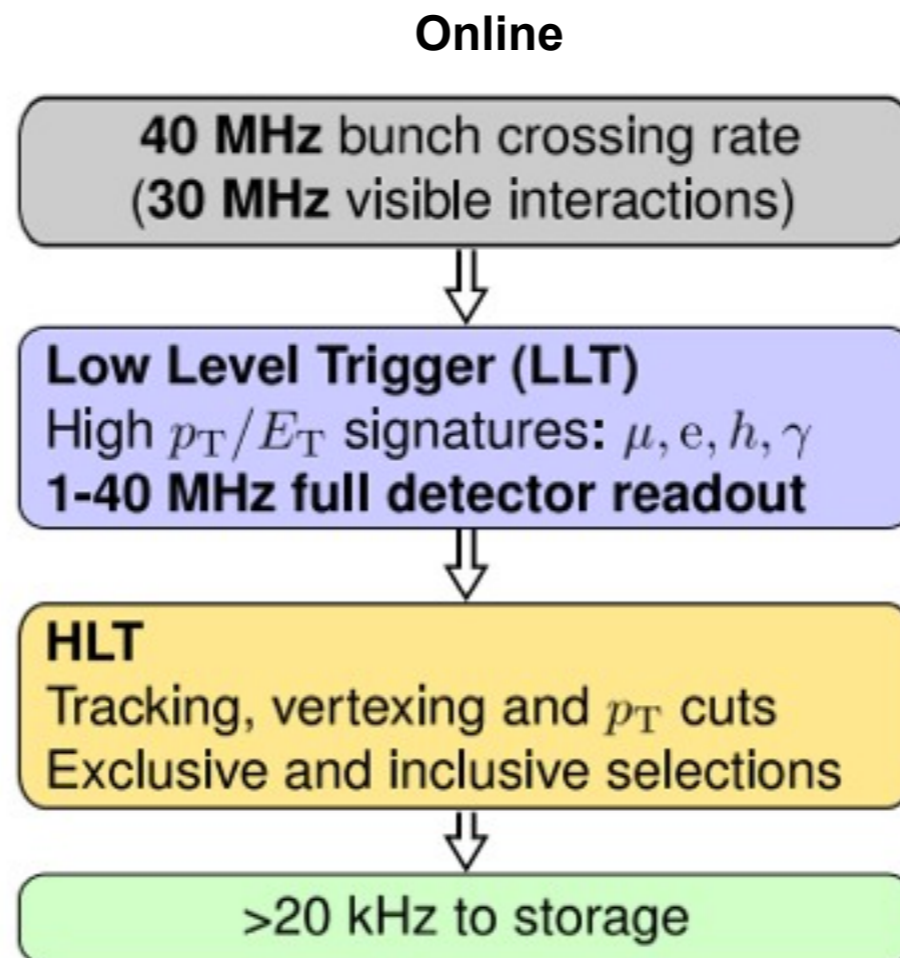 Online
40 MHz bunch crossing rate
(30 MHz visible interactions)
Low Level Trigger (LLT)
High pT/ET signatures: μ, e, h, γ
1-40 MHz full detector readout
HLT
Tracking, vertexing and pT cuts
Exclusive and inclusive selections
>20 kHz to storage